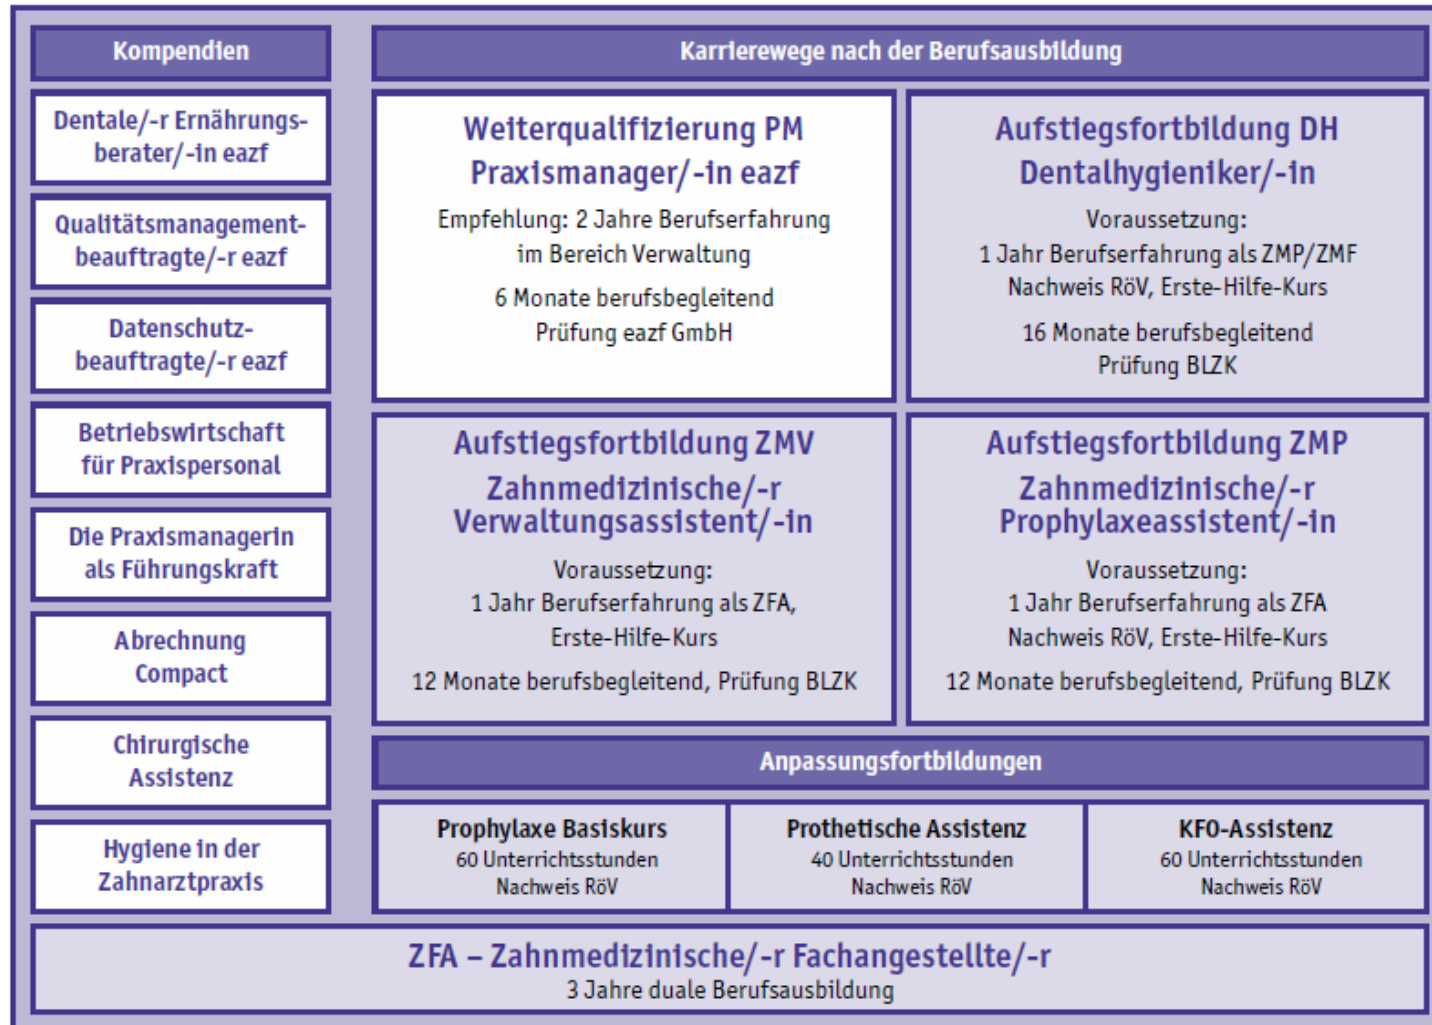 Kompendien
Dentale/-r Ernährungs-
berater/-in eazf
Qualitätsmanagement-
beauftragte/-r eazf
Datenschutz-
beauftragte/-r eazf
Betriebswirtschaft
für Praxispersonal
Die Praxismanagerin
als Führungskraft
Abrechnung
Compact
Chirurgische
Assistenz
Hygiene in der
Zahnarztpraxis
Karrierewege nach der Berufsausbildung
Weiterqualifizierung PM
Praxismanager/-in eazf
Empfehlung: 2 Jahre Berufserfahrung
im Bereich Verwaltung
6 Monate berufsbegleitend
Prüfung eazf GmbH
Aufstiegsfortbildung DH
Dentalhygieniker/-in
Voraussetzung:
1 Jahr Berufserfahrung als ZMP/ZMF
Nachweis RöV, Erste-Hilfe-Kurs
16 Monate berufsbegleitend
Prüfung BLZK
Aufstiegsfortbildung ZMV
Zahnmedizinische/-r
Verwaltungsassistent/-in
Voraussetzung:
1 Jahr Berufserfahrung als ZFA,
Erste-Hilfe-Kurs
12 Monate berufsbegleitend, Prüfung BLZK
Aufstiegsfortbildung ZMP
Zahnmedizinische/-r
Prophylaxeassistent/-in
Voraussetzung:
1 Jahr Berufserfahrung als ZFA
Nachweis RöV, Erste-Hilfe-Kurs
12 Monate berufsbegleitend, Prüfung BLZK
Anpassungsfortbildungen
Prophylaxe Basiskurs
60 Unterrichtsstunden
Nachweis RöV
Prothetische Assistenz
40 Unterrichtsstunden
Nachweis RöV
KFO-Assistenz
60 Unterrichtsstunden
Nachweis RöV
ZFA – Zahnmedizinische/-r Fachangestellte/-r
3 Jahre duale Berufsausbildung